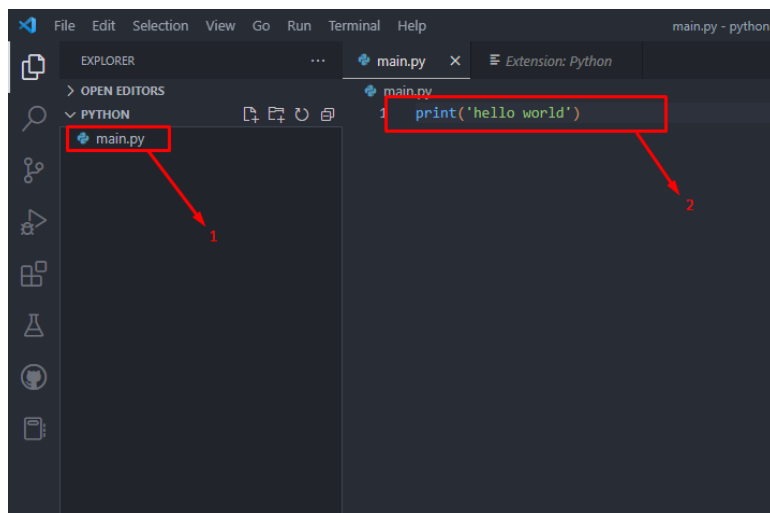 File Edit Selection View Go Run Terminal Help main.py - python
EXPLORER ··· main.py Extension: Python
OPEN EDITORS main.py
PYTHON 1 print('hello world')
main.py
2
1